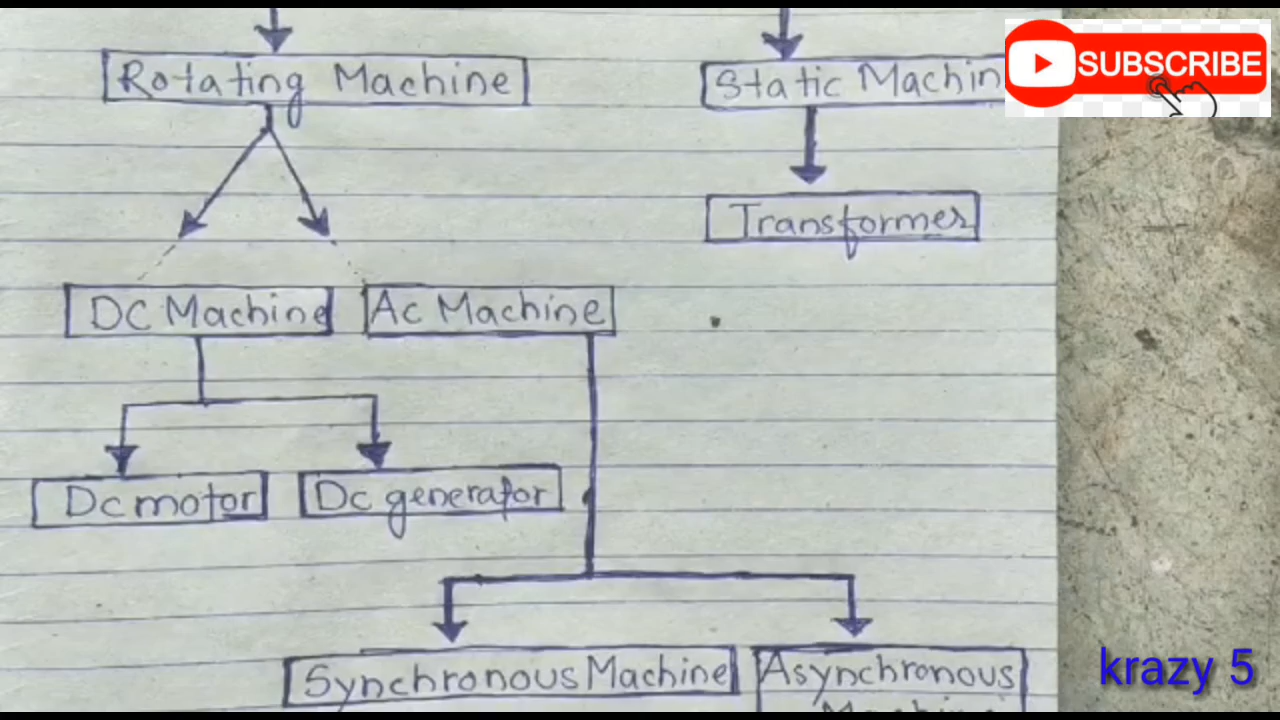 Rotating Machine
Static Machin
SUBSCRIBE
Transformer
DC Machine
Ac Machine
Dc motor
Dc generator
Synchronous Machine
Asynchronous
Machine
krazy 5